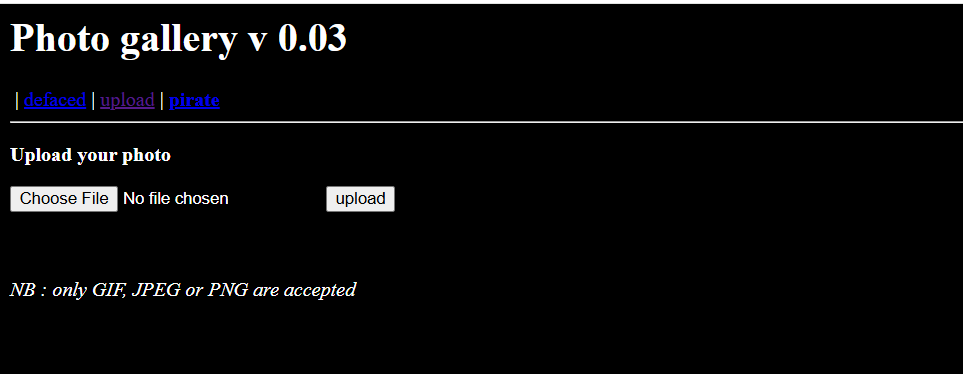 Photo gallery v 0.03
| defaced | upload | pirate
Upload your photo
Choose File No file chosen upload
NB : only GIF, JPEG or PNG are accepted